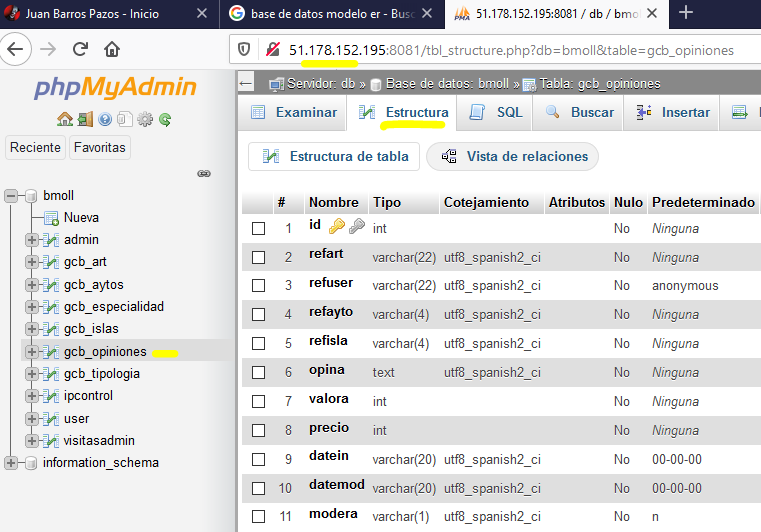 Juan Barros Pazos - Inicio × base de datos modelo er - Busc × 51.178.152.195:8081 / db / bmol ×
51.178.152.195:8081/tbl_structure.php?db=bmoll&table=gcb_opiniones
phpMyAdmin
Reciente Favoritas
bmoll
Nueva
admin
gcb_art
gcb_aytos
gcb_especialidad
gcb_islas
gcb_opiniones
gcb_tipologia
ipcontrol
user
visitasadmin
information_schema
Servidor: db » Base de datos: bmoll » Tabla: gcb_opiniones
Examinar Estructura SQL Buscar Insertar
Estructura de tabla Vista de relaciones
# Nombre Tipo Cotejamiento Atributos Nulo Predeterminado
1 id int No Ninguna
2 refart varchar(22) utf8_spanish2_ci No Ninguna
3 refuser varchar(22) utf8_spanish2_ci No anonymous
4 refayto varchar(4) utf8_spanish2_ci No Ninguna
5 refisla varchar(4) utf8_spanish2_ci No Ninguna
6 opina text utf8_spanish2_ci No Ninguna
7 valora int No Ninguna
8 precio int No Ninguna
9 datein varchar(20) utf8_spanish2_ci No 00-00-00
10 datemod varchar(20) utf8_spanish2_ci No 00-00-00
11 modera varchar(1) utf8_spanish2_ci No n